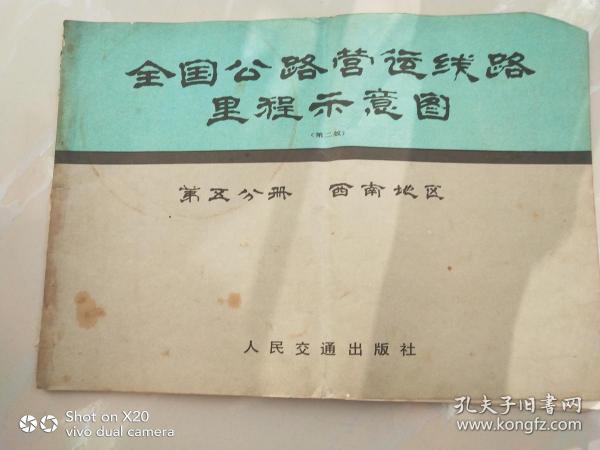 全国公路营运线路
里程示意图
（第二版）
第五分册 西南地区
人民交通出版社
Shot on X20
vivo dual camera
孔夫子旧书网
www.kongfz.com